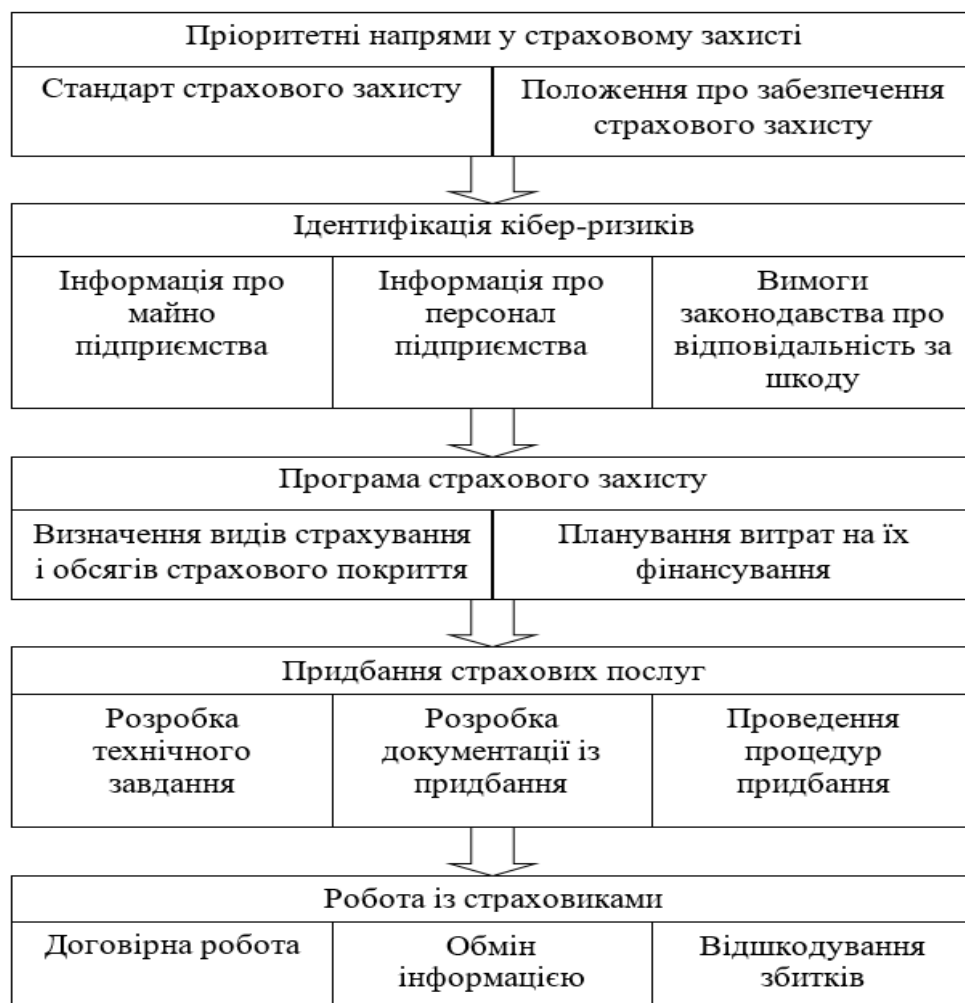 Пріоритетні напрями у страховому захисті
Стандарт страхового захисту
Положення про забезпечення
страхового захисту
Ідентифікація кібер-ризиків
Інформація про
майно
підприємства
Інформація про
персонал
підприємства
Вимоги
законодавства про
відповідальність за
шкоду
Програма страхового захисту
Визначення видів страхування
і обсягів страхового покриття
Планування витрат на їх
фінансування
Придбання страхових послуг
Розробка
технічного
завдання
Розробка
документації із
придбання
Проведення
процедур
придбання
Робота із страховиками
Договірна робота
Обмін
інформацією
Відшкодування
збитків